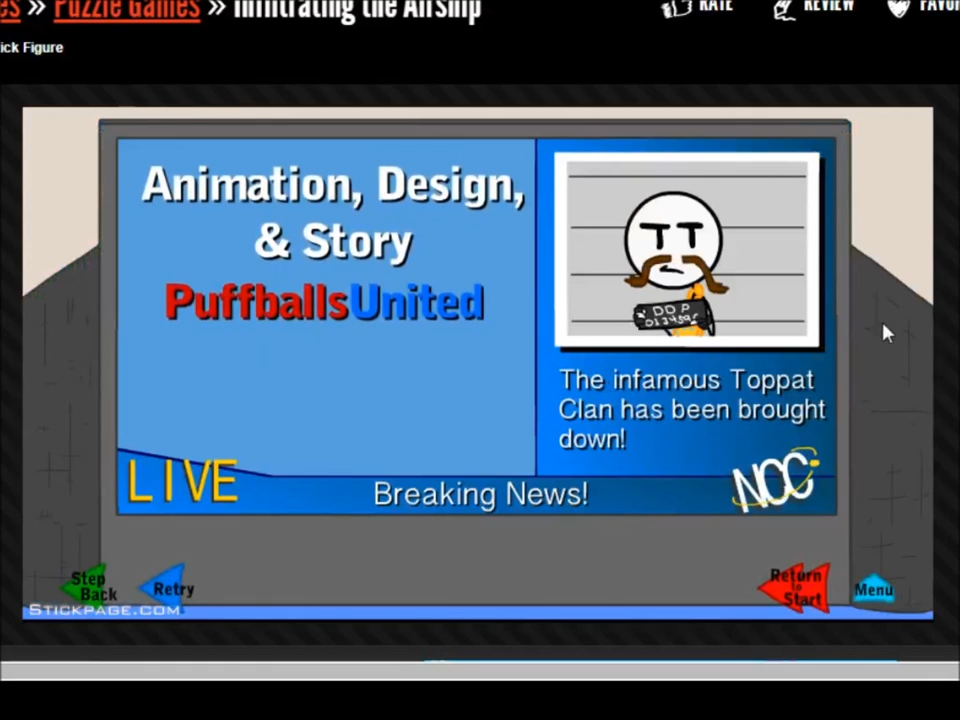 » Puzzle Games » Infiltrating the Airship
RATE
REVIEW
ick Figure
Animation, Design,
& Story
PuffballsUnited
The infamous Toppat
Clan has been brought
down!
LIVE
Breaking News!
NCC
Step
Back
Retry
Return
to
Start
Menu
STICKPAGE.COM